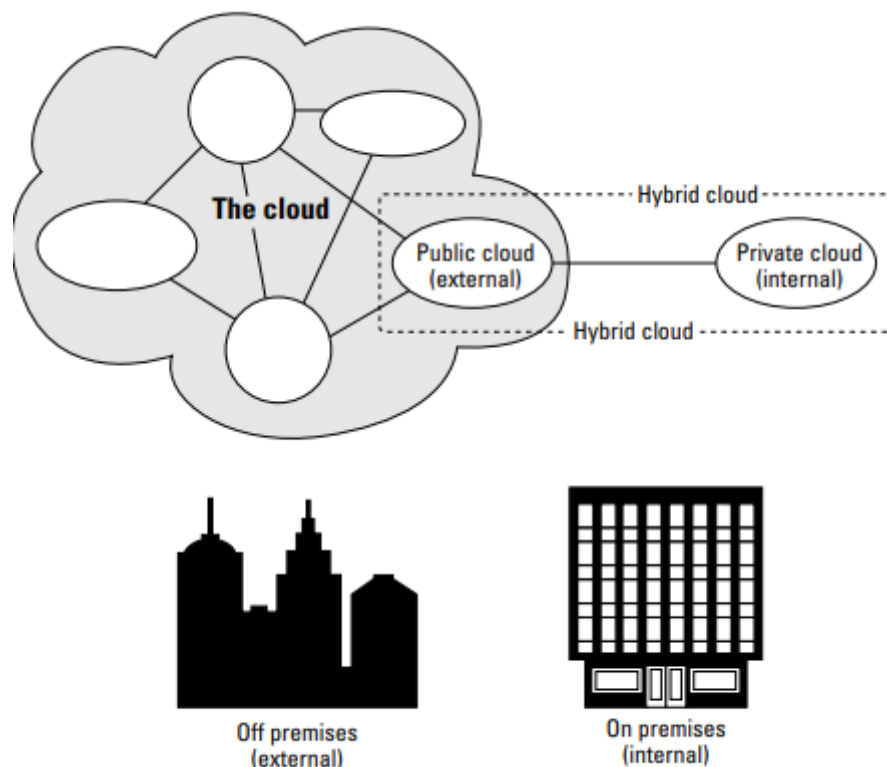 Hybrid cloud
The cloud
Public cloud
(external)
Private cloud
(internal)
Hybrid cloud
Off premises
(external)
On premises
(internal)